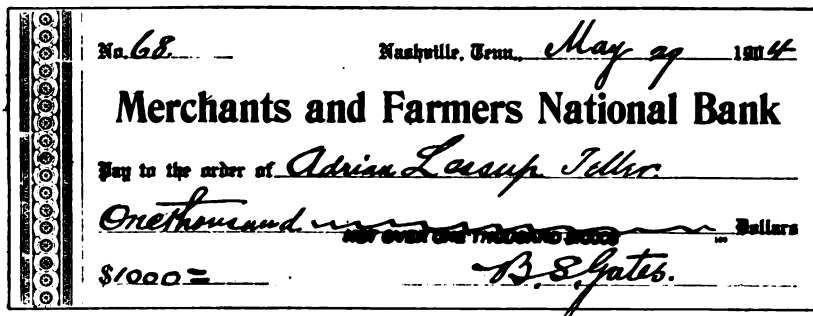 No. 68 Nashville, Tenn., May 29 1904
Merchants and Farmers National Bank
Pay to the order of Adrian Lassup Teller.
One thousand Dollars
NOT OVER ONE THOUSAND $1000$
$1000= B. S. Gates.